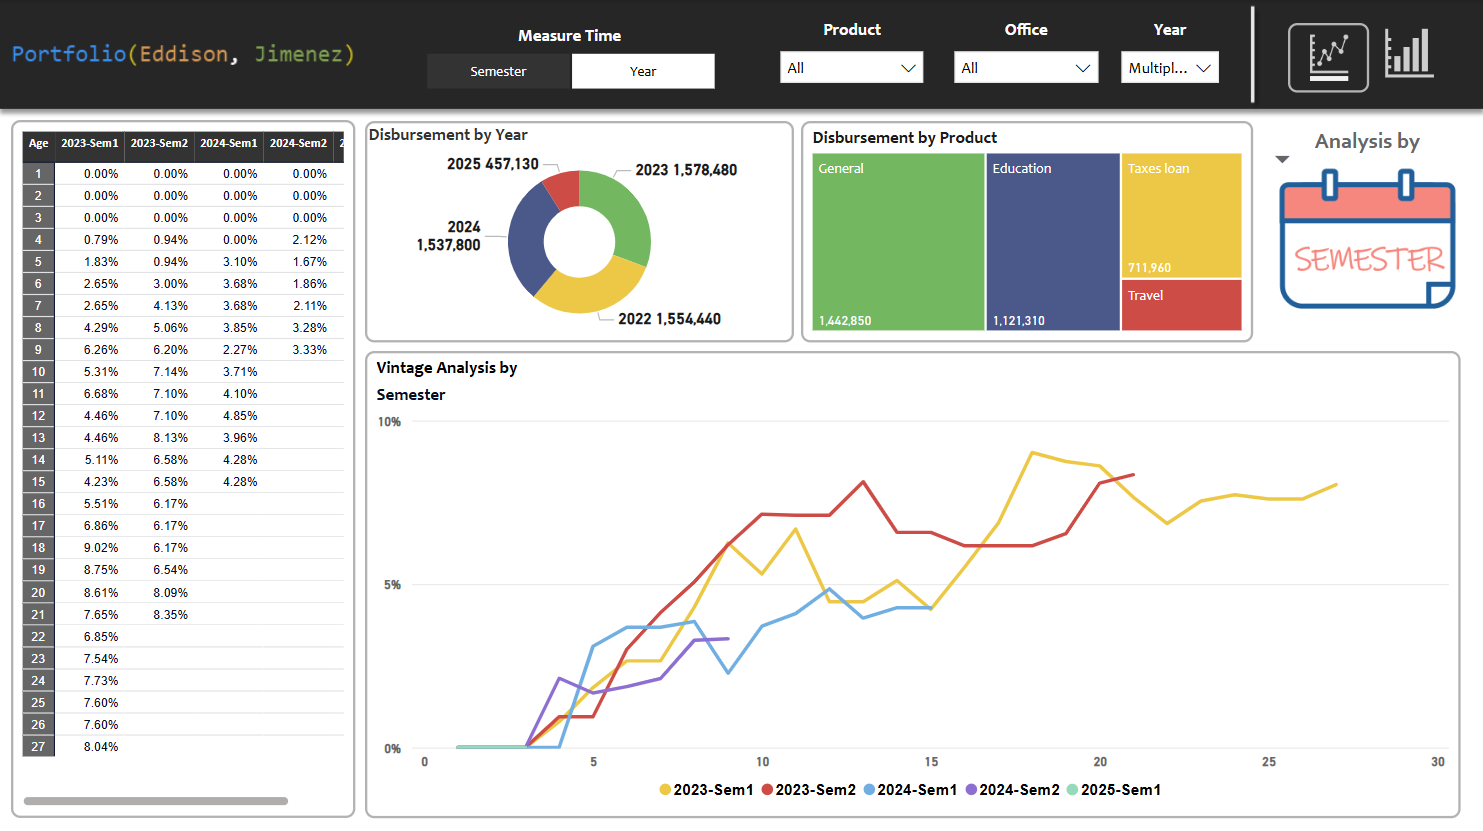 Portfolio(Eddison, Jimenez)
Measure Time
Semester Year
Product
All
Office
All
Year
Multipl...
Age 2023-Sem1 2023-Sem2 2024-Sem1 2024-Sem2 2
1 0.00% 0.00% 0.00% 0.00%
2 0.00% 0.00% 0.00% 0.00%
3 0.00% 0.00% 0.00% 0.00%
4 0.79% 0.94% 0.00% 2.12%
5 1.83% 0.94% 3.10% 1.67%
6 2.65% 3.00% 3.68% 1.86%
7 2.65% 4.13% 3.68% 2.11%
8 4.29% 5.06% 3.85% 3.28%
9 6.26% 6.20% 2.27% 3.33%
10 5.31% 7.14% 3.71%
11 6.68% 7.10% 4.10%
12 4.46% 7.10% 4.85%
13 4.46% 8.13% 3.96%
14 5.11% 6.58% 4.28%
15 4.23% 6.58% 4.28%
16 5.51% 6.17%
17 6.86% 6.17%
18 9.02% 6.17%
19 8.75% 6.54%
20 8.61% 8.09%
21 7.65% 8.35%
22 6.85%
23 7.54%
24 7.73%
25 7.60%
26 7.60%
27 8.04%
Disbursement by Year
2025 457,130
2023 1,578,480
2024
1,537,800
2022 1,554,440
Disbursement by Product
General
1,442,850
Education
1,121,310
Taxes loan
711,960
Travel
Analysis by
SEMESTER
Vintage Analysis by
Semester
10%
5%
0%
0 5 10 15 20 25 30
2023-Sem1 2023-Sem2 2024-Sem1 2024-Sem2 2025-Sem1